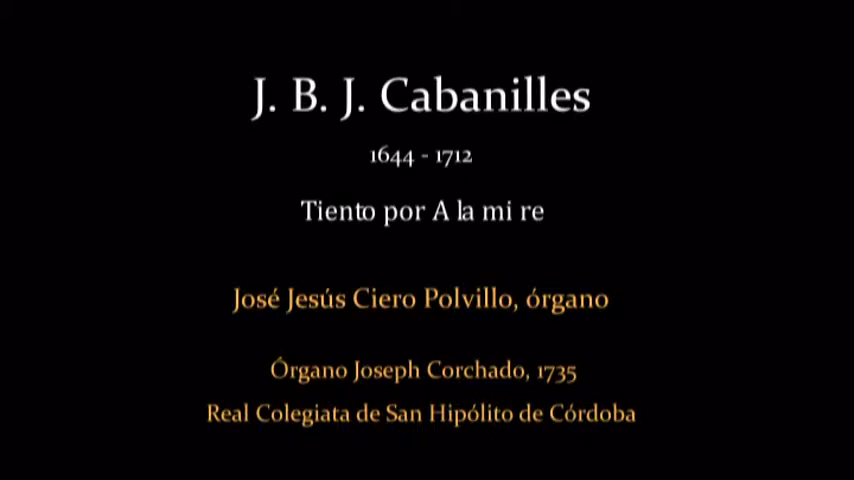 J. B. J. Cabanilles
1644 - 1712
Tiento por A la mi re
José Jesús Ciero Polvillo, órgano
Órgano Joseph Corchado, 1735
Real Colegiata de San Hipólito de Córdoba